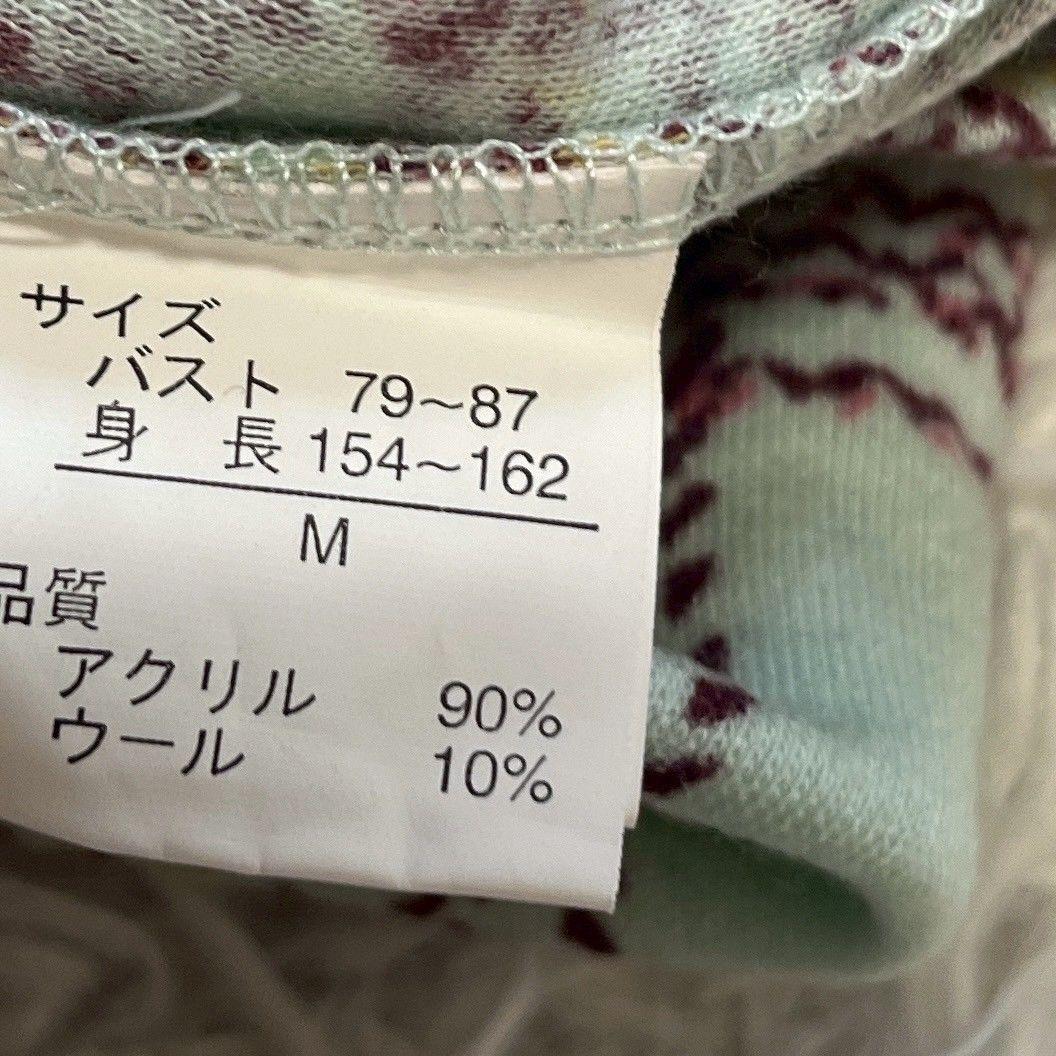 サイズ
バスト 79～87
身 長 154～162
M
品質
アクリル 90%
ウール 10%